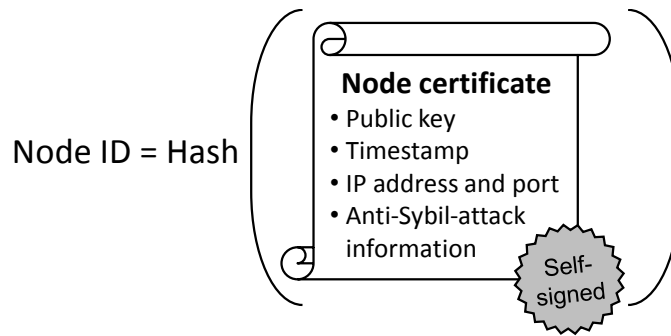 Node certificate
• Public key
Node ID = Hash
• Timestamp
• IP address and port
• Anti-Sybil-attack
information
Self-
signed